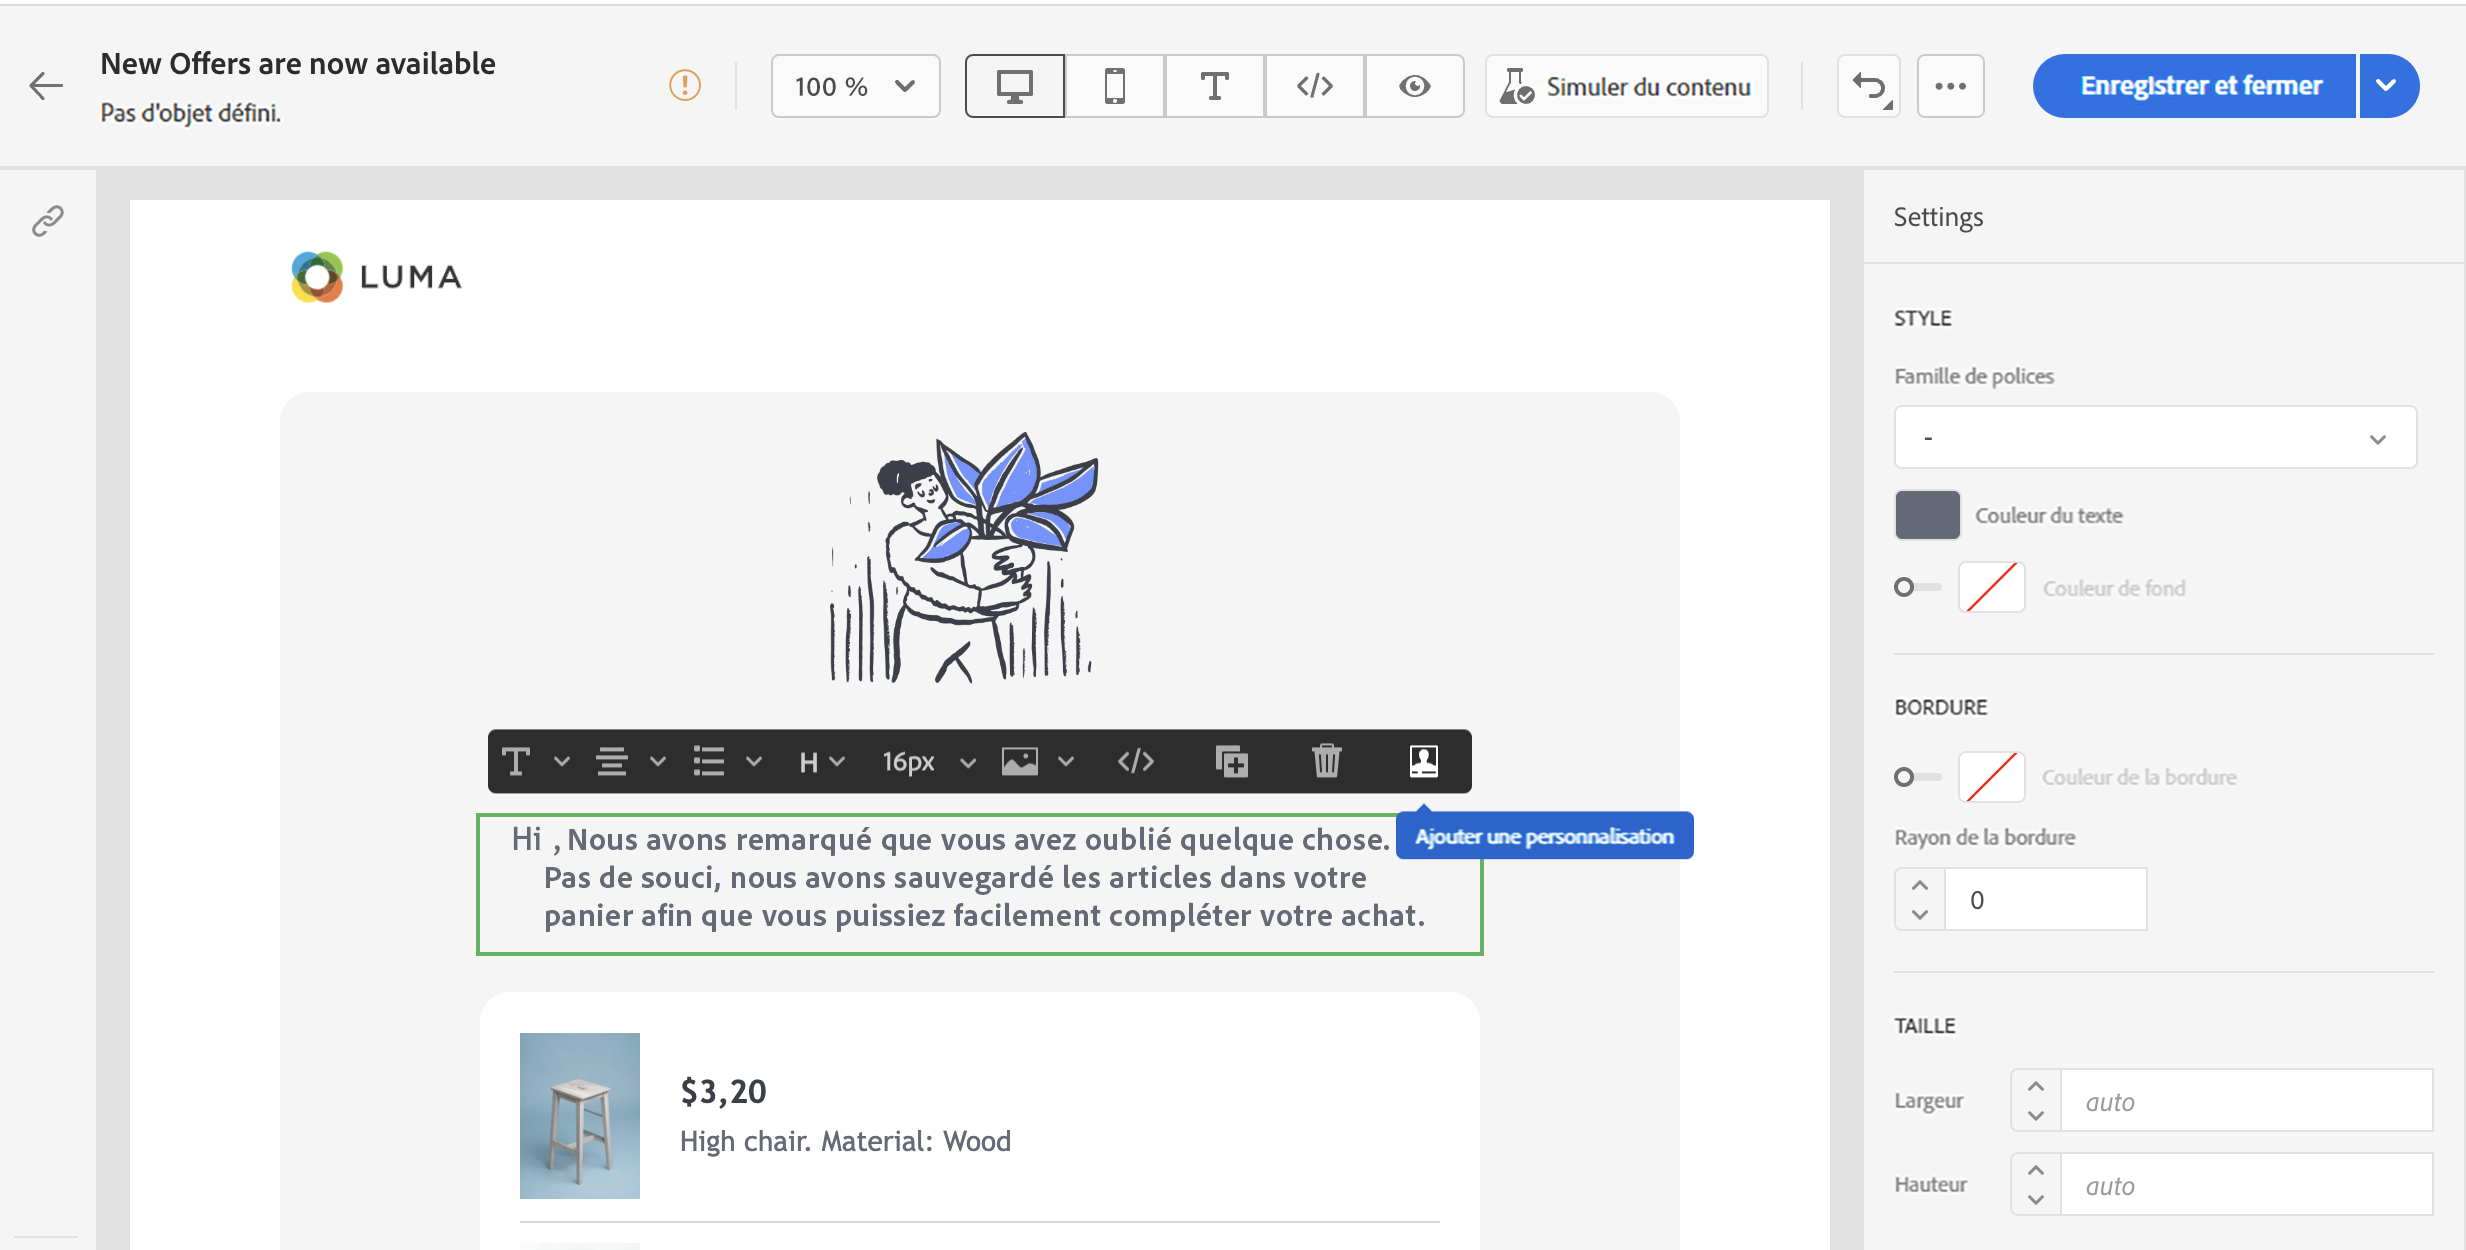 New Offers are now available
Pas d'objet défini.
100 %
Simuler du contenu
Enregistrer et fermer
LUMA
H
16px
Ajouter une personnalisation
Hi , Nous avons remarqué que vous avez oublié quelque chose.
Pas de souci, nous avons sauvegardé les articles dans votre
panier afin que vous puissiez facilement compléter votre achat.
$3,20
High chair. Material: Wood
Settings
STYLE
Famille de polices
-
Couleur du texte
Couleur de fond
BORDURE
Couleur de la bordure
Rayon de la bordure
0
TAILLE
Largeur
auto
Hauteur
auto